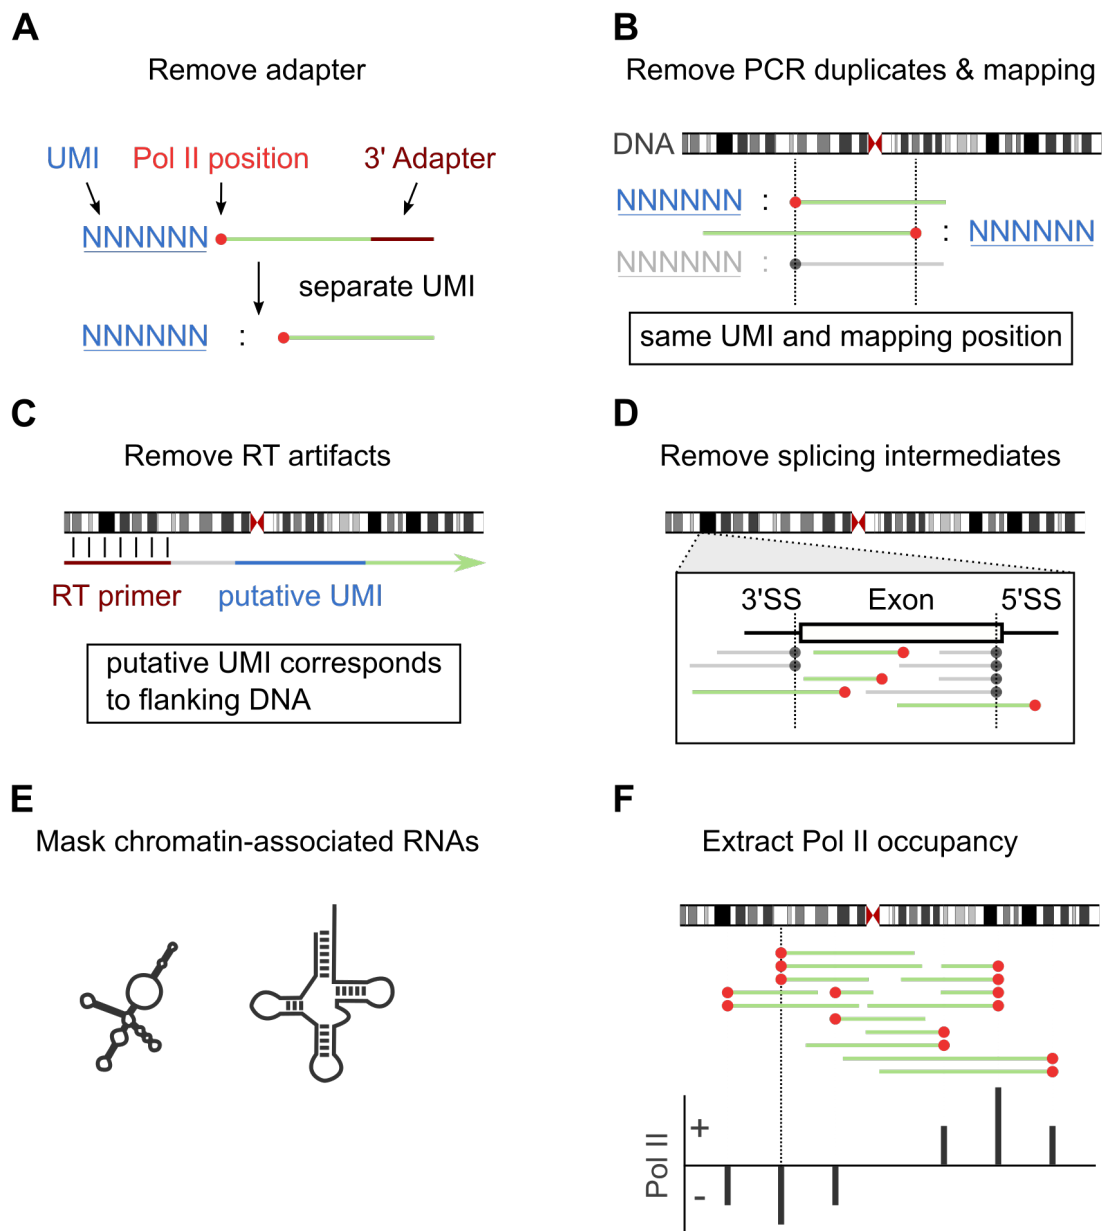 A
Remove adapter
UMI
Pol II position
3' Adapter
NNNNNN
separate UMI
NNNNNN :
B
Remove PCR duplicates & mapping
DNA
NNNNNN :
: NNNNNN
NNNNNN :
same UMI and mapping position
C
Remove RT artifacts
RT primer
putative UMI
putative UMI corresponds
to flanking DNA
D
Remove splicing intermediates
3'SS
Exon
5'SS
E
Mask chromatin-associated RNAs
F
Extract Pol II occupancy
Pol II
+
-